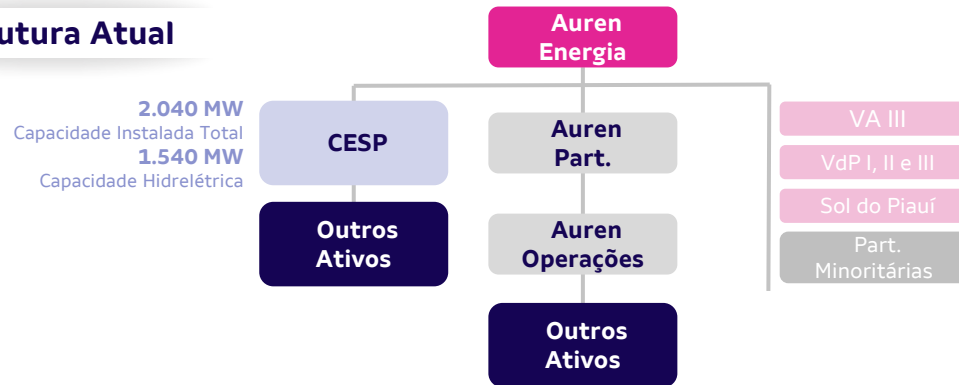 utura Atual
Auren
Energia
2.040 MW
Capacidade Instalada Total
1.540 MW
Capacidade Hidrelétrica
CESP
Outros
Ativos
Auren
Part.
Auren
Operações
Outros
Ativos
VA III
VdP I, II e III
Sol do Piauí
Part.
Minoritárias